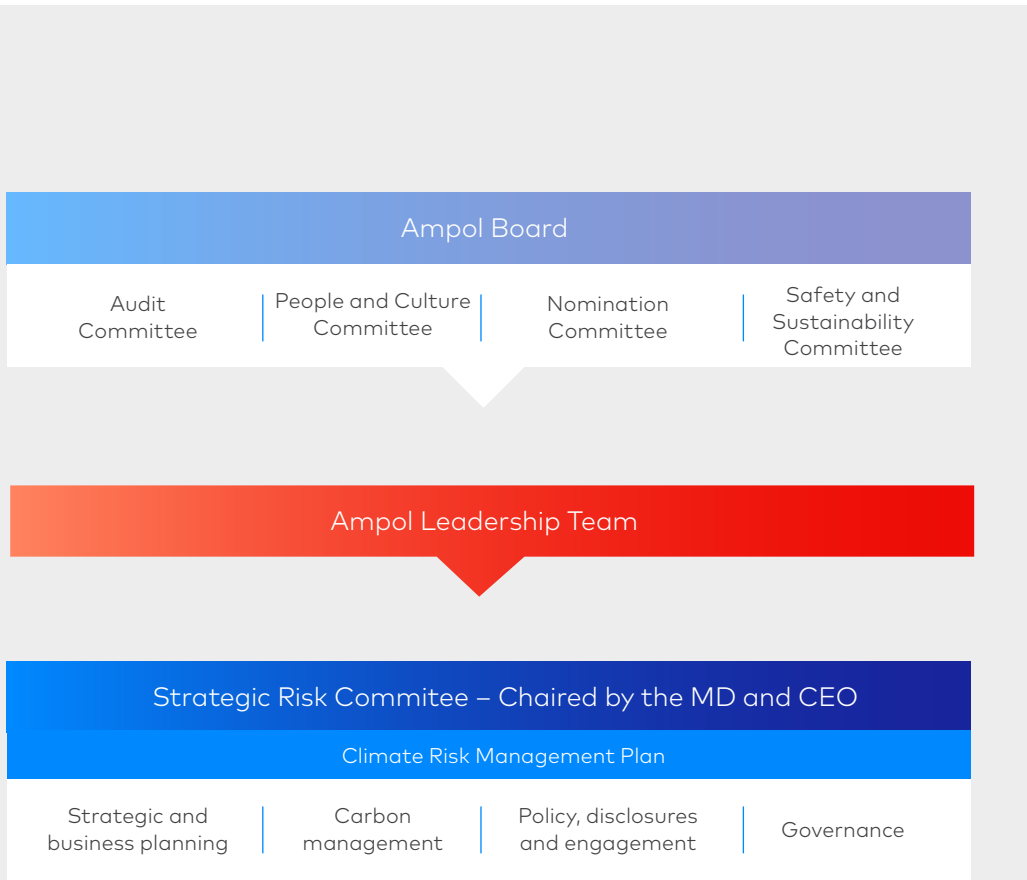 Ampol Board
Audit
Committee
People and Culture
Committee
Nomination
Committee
Safety and
Sustainability
Committee
Ampol Leadership Team
Strategic Risk Commitee – Chaired by the MD and CEO
Climate Risk Management Plan
Strategic and
business planning
Carbon
management
Policy, disclosures
and engagement
Governance